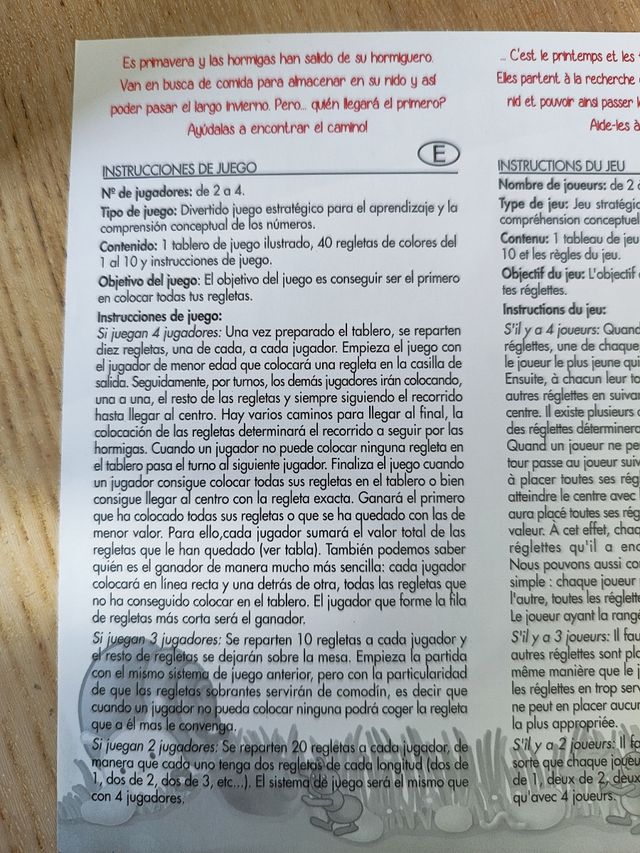 Es primavera y las hormigas han salido de su hormiguero.
Van en busca de comida para almacenar en su nido y así
poder pasar el largo invierno. Pero... quién llegará el primero?
Ayúdalas a encontrar el camino!
E
INSTRUCCIONES DE JUEGO
Nº de jugadores: de 2 a 4.
Tipo de juego: Divertido juego estratégico para el aprendizaje y la
comprensión conceptual de los números.
Contenido: 1 tablero de juego ilustrado, 40 regletas de colores del
1 al 10 y instrucciones de juego.
Objetivo del juego: El objetivo del juego es conseguir ser el primero
en colocar todas tus regletas.
Instrucciones de juego:
Si juegan 4 jugadores: Una vez preparado el tablero, se reparten
diez regletas, una de cada, a cada jugador. Empieza el juego con
el jugador de menor edad que colocará una regleta en la casilla de
salida. Seguidamente, por turnos, los demás jugadores irán colocando,
una a una, el resto de las regletas y siempre siguiendo el recorrido
hasta llegar al centro. Hay varios caminos para llegar al final, la
colocación de las regletas determinará el recorrido a seguir por las
hormigas. Cuando un jugador no puede colocar ninguna regleta en
el tablero pasa el turno al siguiente jugador. Finaliza el juego cuando
un jugador consigue colocar todas sus regletas en el tablero o bien
consigue llegar al centro con la regleta exacta. Ganará el primero
que ha colocado todas sus regletas o que se ha quedado con las de
menor valor. Para ello,cada jugador sumará el valor total de las
regletas que le han quedado (ver tabla). También podemos saber
quién es el ganador de manera mucho más sencilla: cada jugador
colocará en línea recta y una detrás de otra, todas las regletas que
no ha conseguido colocar en el tablero. El jugador que forme la fila
de regletas más corta será el ganador.
Si juegan 3 jugadores: Se reparten 10 regletas a cada jugador y
el resto de regletas se dejarán sobre la mesa. Empieza la partida
con el mismo sistema de juego anterior, pero con la particularidad
de que las regletas sobrantes servirán de comodín, es decir que
cuando un jugador no pueda colocar ninguna podrá coger la regleta
que a él mas le convenga.
Si juegan 2 jugadores: Se reparten 20 regletas a cada jugador, de
manera que cada uno tenga dos regletas de cada longitud (dos de
1, dos de 2, dos de 3, etc...). El sistema de juego será el mismo que
con 4 jugadores.
... C'est le printemps et les
Elles partent à la recherche
nid et pouvoir ainsi passer
Aide-les à
INSTRUCTIONS DU JEU
Nombre de joueurs: de 2
Type de jeu: Jeu stratégic
compréhension conceptuel
Contenu: 1 tableau de jeu
10 et les règles du jeu.
Objectif du jeu: L'objectif
tes réglettes.
Instructions du jeu:
S'il y a 4 joueurs: Quand
réglettes, une de chaque
le joueur le plus jeune qui
Ensuite, à chacun leur to
autres réglettes en suivan
centre. Il existe plusieurs
des réglettes déterminera
Quand un joueur ne pe
tour passe au joueur suiv
à placer toutes ses rég
atteindre le centre avec
aura placé toutes ses rég
valeur. À cet effet, chaq
réglettes qu'il a enc
Nous pouvons aussi co
simple : chaque joueur
l'autre, toutes les réglett
Le joueur ayant la rang
S'il y a 3 joueurs: Il fau
autres réglettes sont pla
même manière que le j
les réglettes en trop serv
ne peut en placer aucun
la plus appropriée.
S'il y a 2 joueurs: Il fa
sorte que chaque joueu
de 1, deux de 2, deux
qu'avec 4 joueurs.